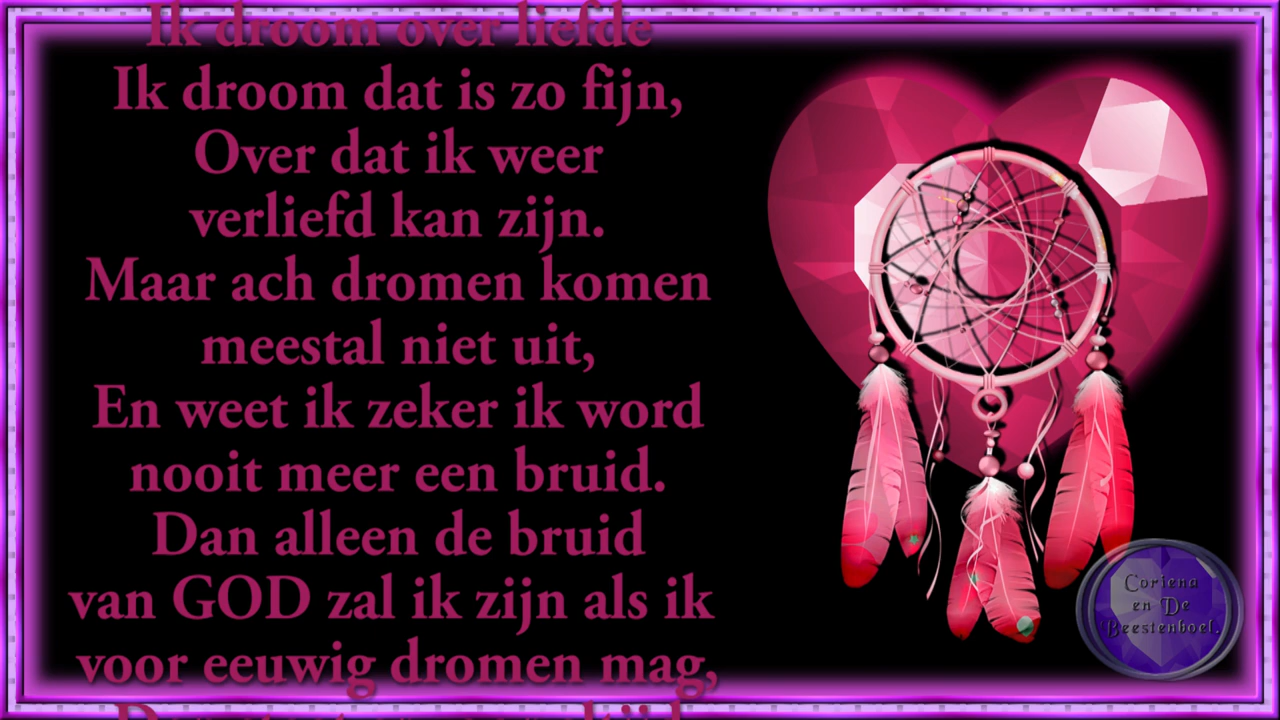 Ik droom over liefde
Ik droom dat is zo fijn,
Over dat ik weer
verliefd kan zijn.
Maar ach dromen komen
meestal niet uit,
En weet ik zeker ik word
nooit meer een bruid.
Dan alleen de bruid
van GOD zal ik zijn als ik
voor eeuwig dromen mag,
Coriena
en De
Beestenboel.